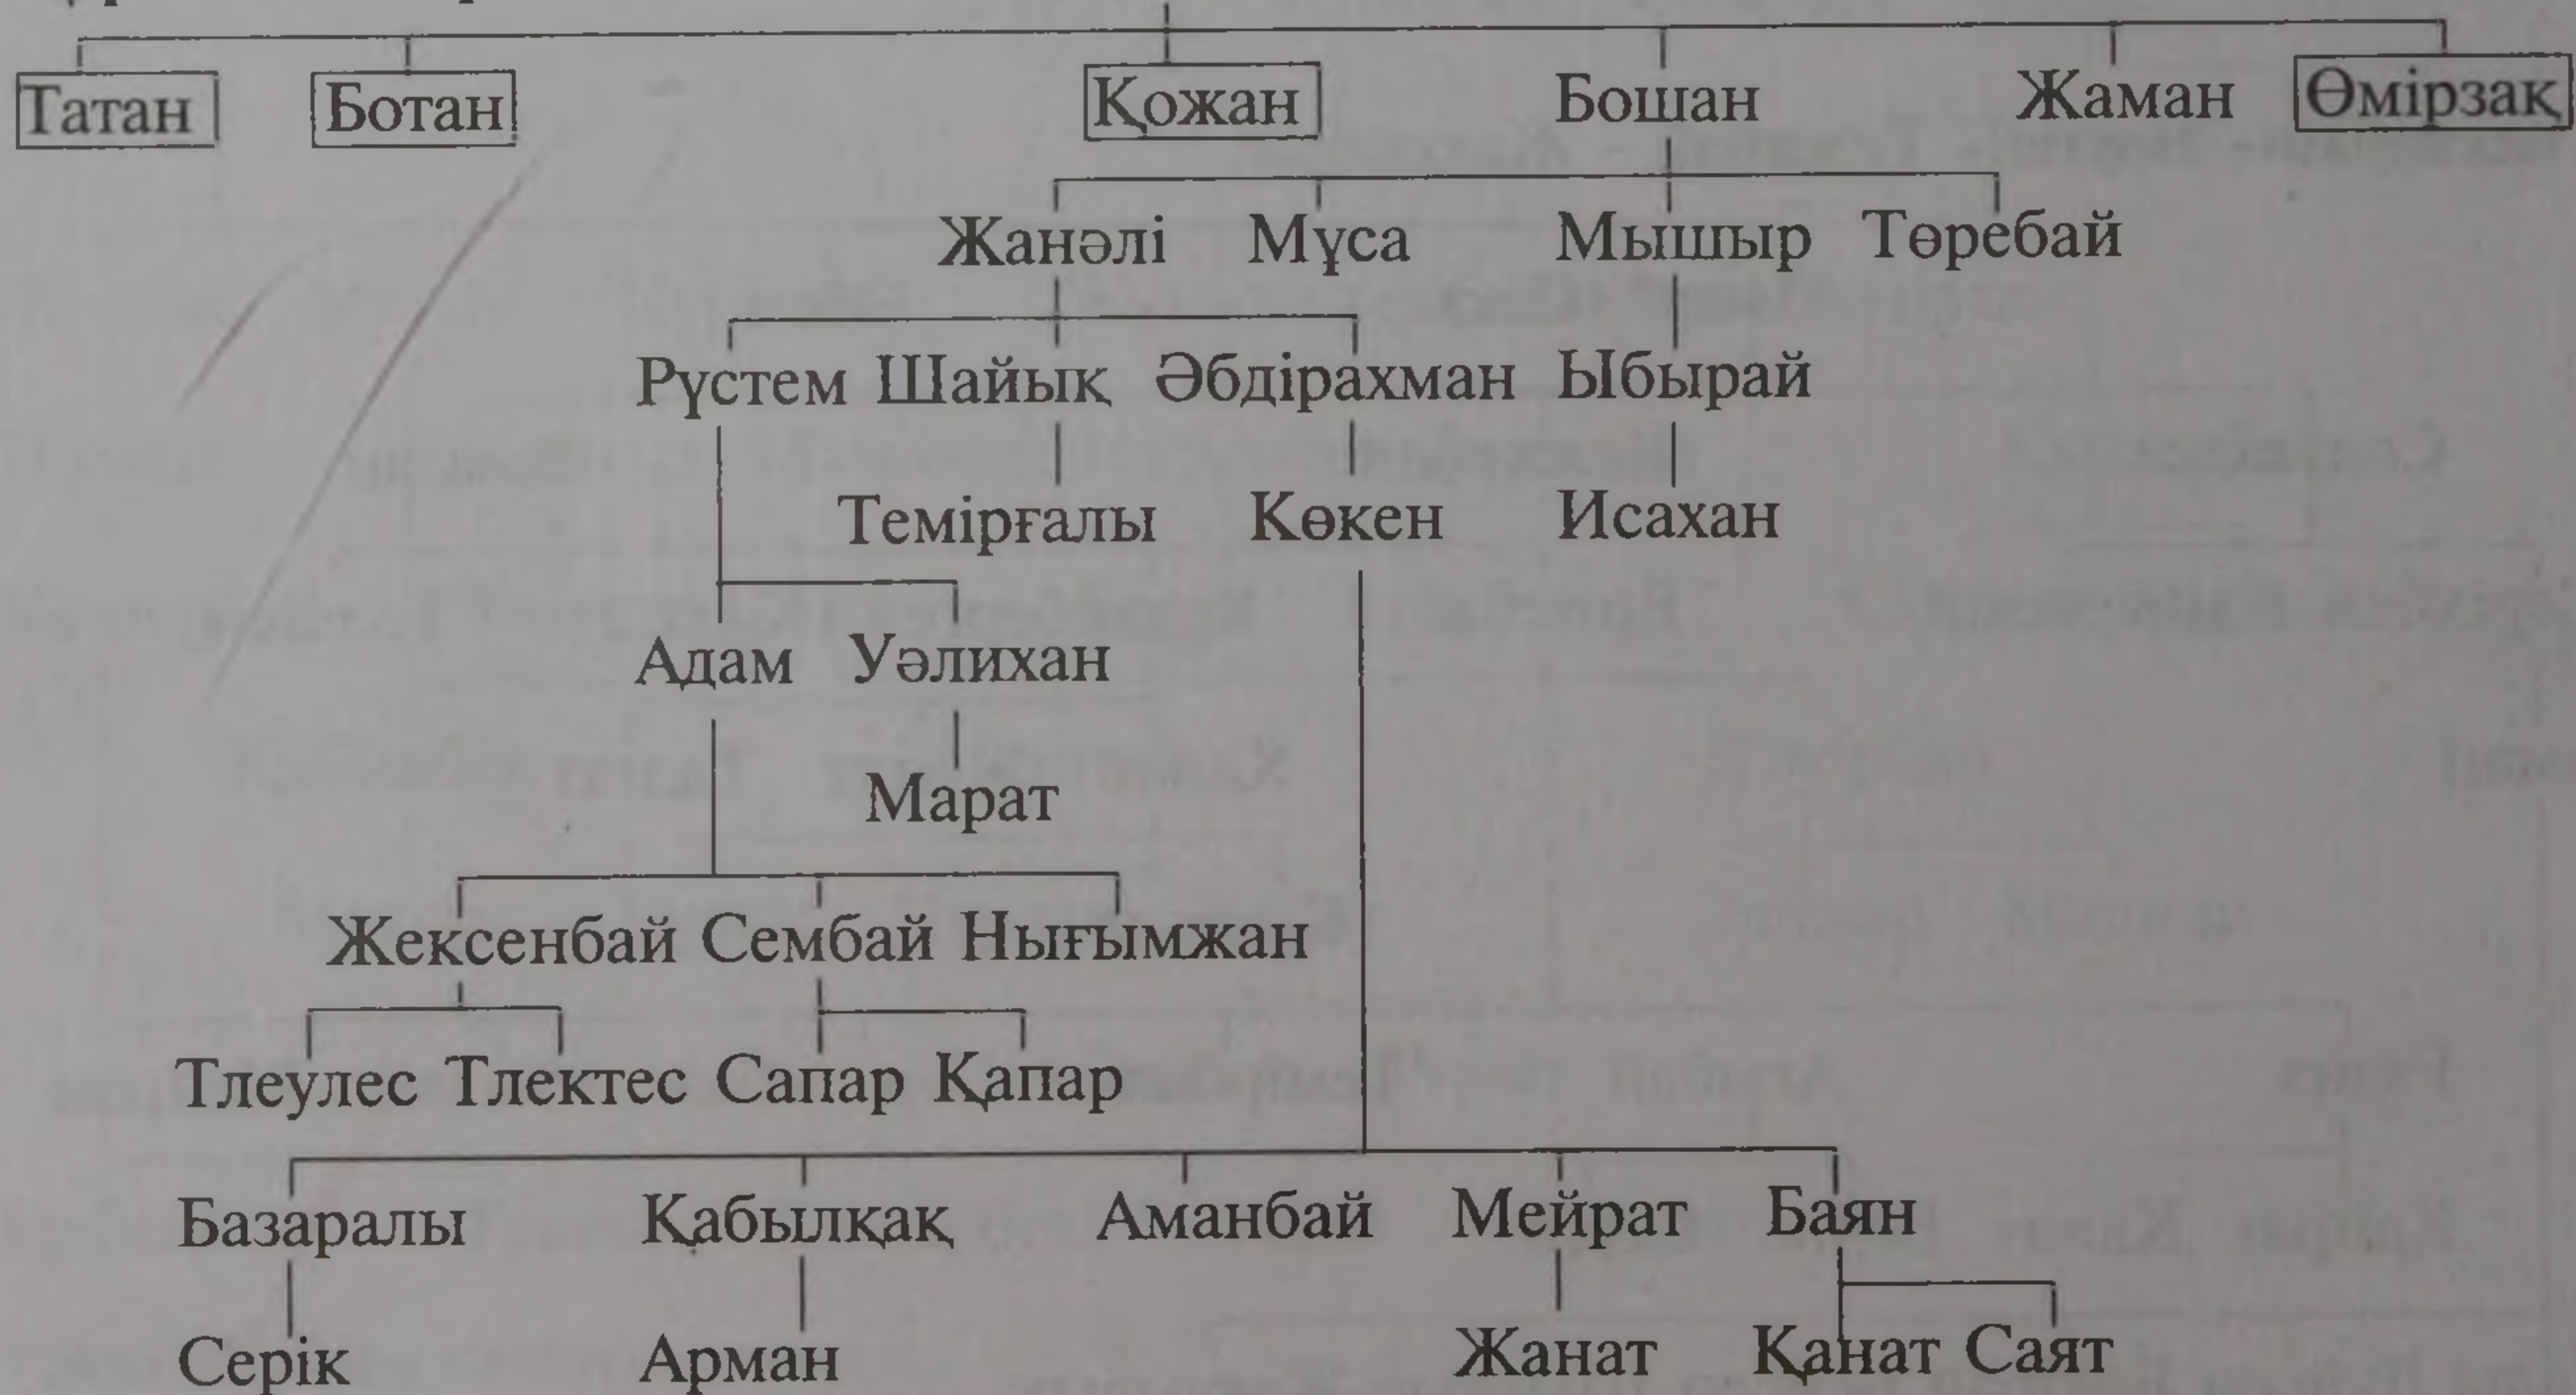 Татан Ботан Қожан Бошан Жаман Өмірзақ
Жанәлі Мұса Мышыр Төребай
Рүстем Шайық Әбдірахман Ыбырай
Темірғалы Көкен Исахан
Адам Уәлихан
Марат
Жексенбай Сембай Нығымжан
Тлеулес Тлектес Сапар Қапар
Базаралы Қабылқақ Аманбай Мейрат Баян
Серік Арман Жанат Қанат Саят